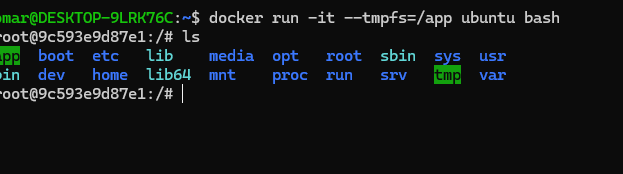 omar@DESKTOP-9LRK76C:~$ docker run -it --tmpfs=/app ubuntu bash
root@9c593e9d87e1:/# ls
app boot etc lib media opt root sbin sys usr
bin dev home lib64 mnt proc run srv tmp var
root@9c593e9d87e1:/#